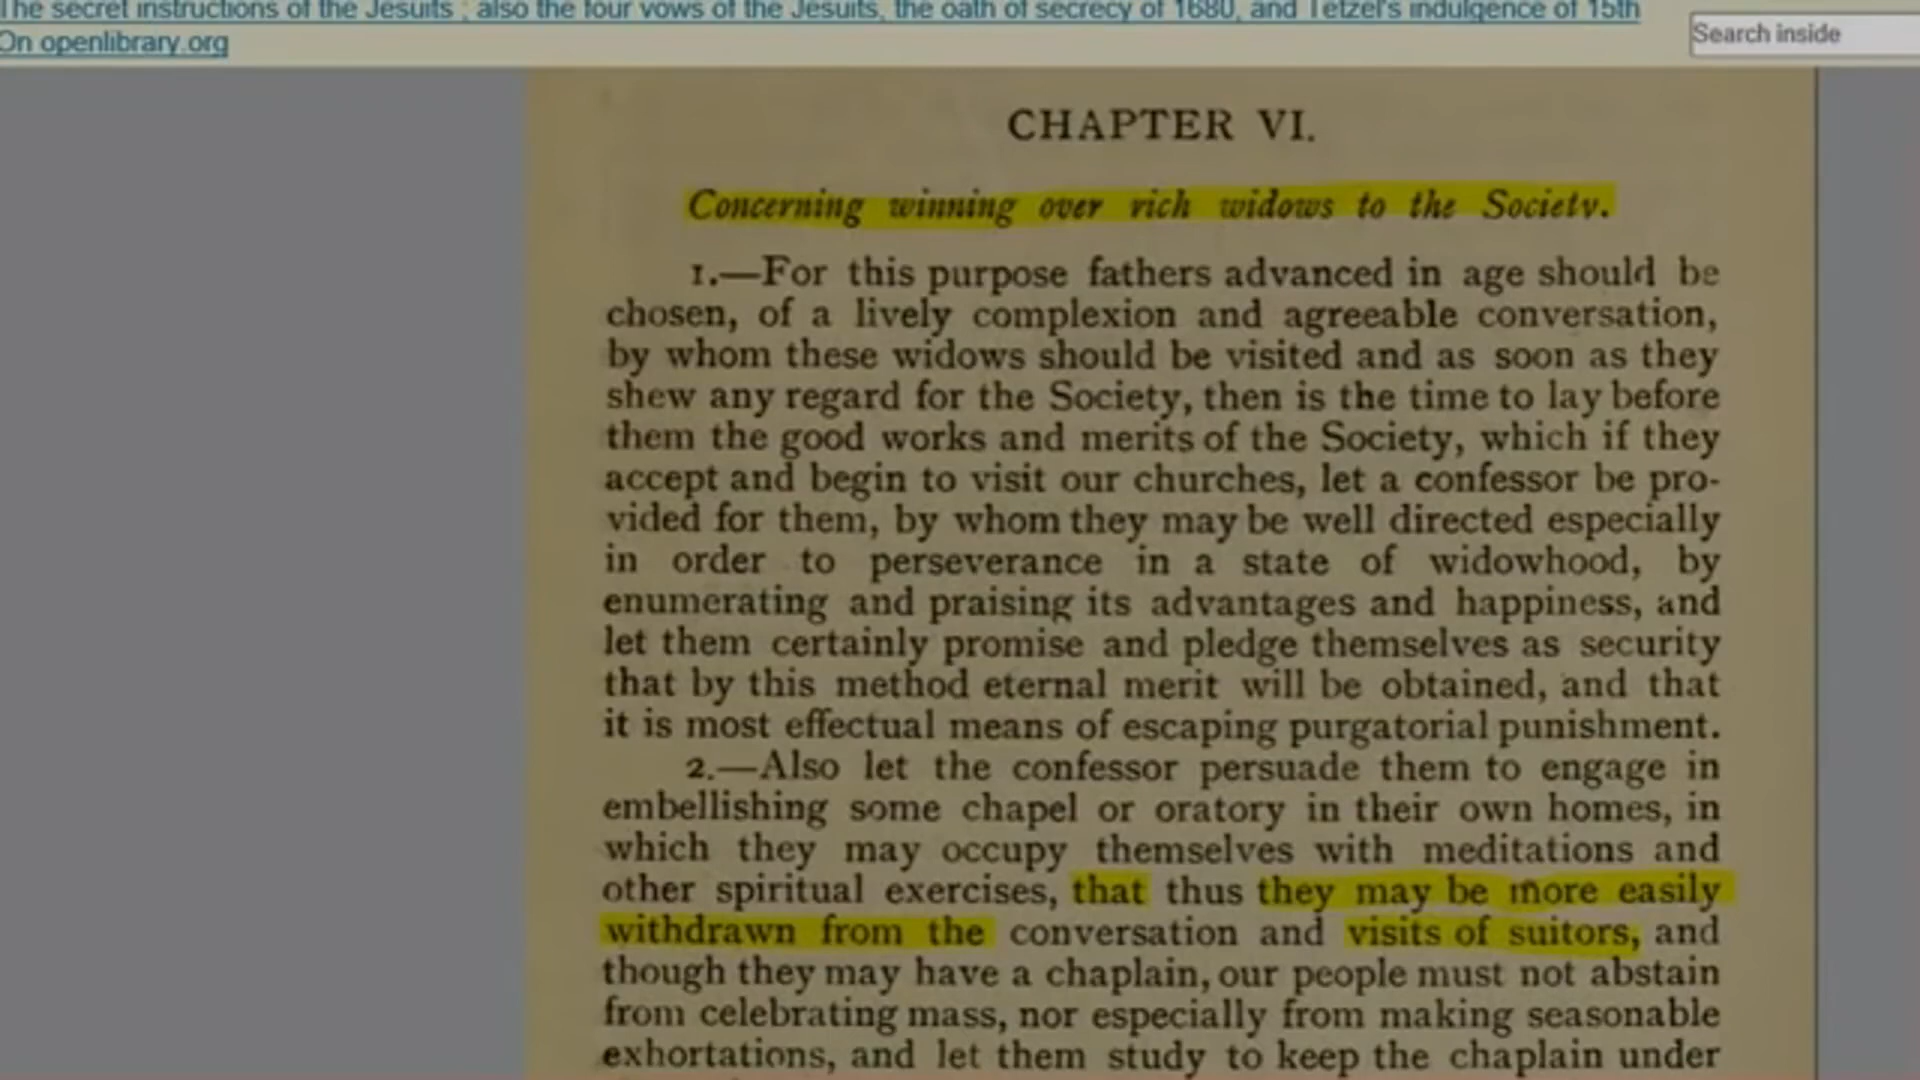 The secret instructions of the Jesuits ; also the four vows of the Jesuits, the oath of secrecy of 1680, and Tetzel's indulgence of 15th
On openlibrary.org
Search inside
CHAPTER VI.
Concerning winning over rich widows to the Society.
1.—For this purpose fathers advanced in age should be
chosen, of a lively complexion and agreeable conversation,
by whom these widows should be visited and as soon as they
shew any regard for the Society, then is the time to lay before
them the good works and merits of the Society, which if they
accept and begin to visit our churches, let a confessor be pro-
vided for them, by whom they may be well directed especially
in order to perseverance in a state of widowhood, by
enumerating and praising its advantages and happiness, and
let them certainly promise and pledge themselves as security
that by this method eternal merit will be obtained, and that
it is most effectual means of escaping purgatorial punishment.
2.—Also let the confessor persuade them to engage in
embellishing some chapel or oratory in their own homes, in
which they may occupy themselves with meditations and
other spiritual exercises, that thus they may be more easily
withdrawn from the conversation and visits of suitors, and
though they may have a chaplain, our people must not abstain
from celebrating mass, nor especially from making seasonable
exhortations, and let them study to keep the chaplain under